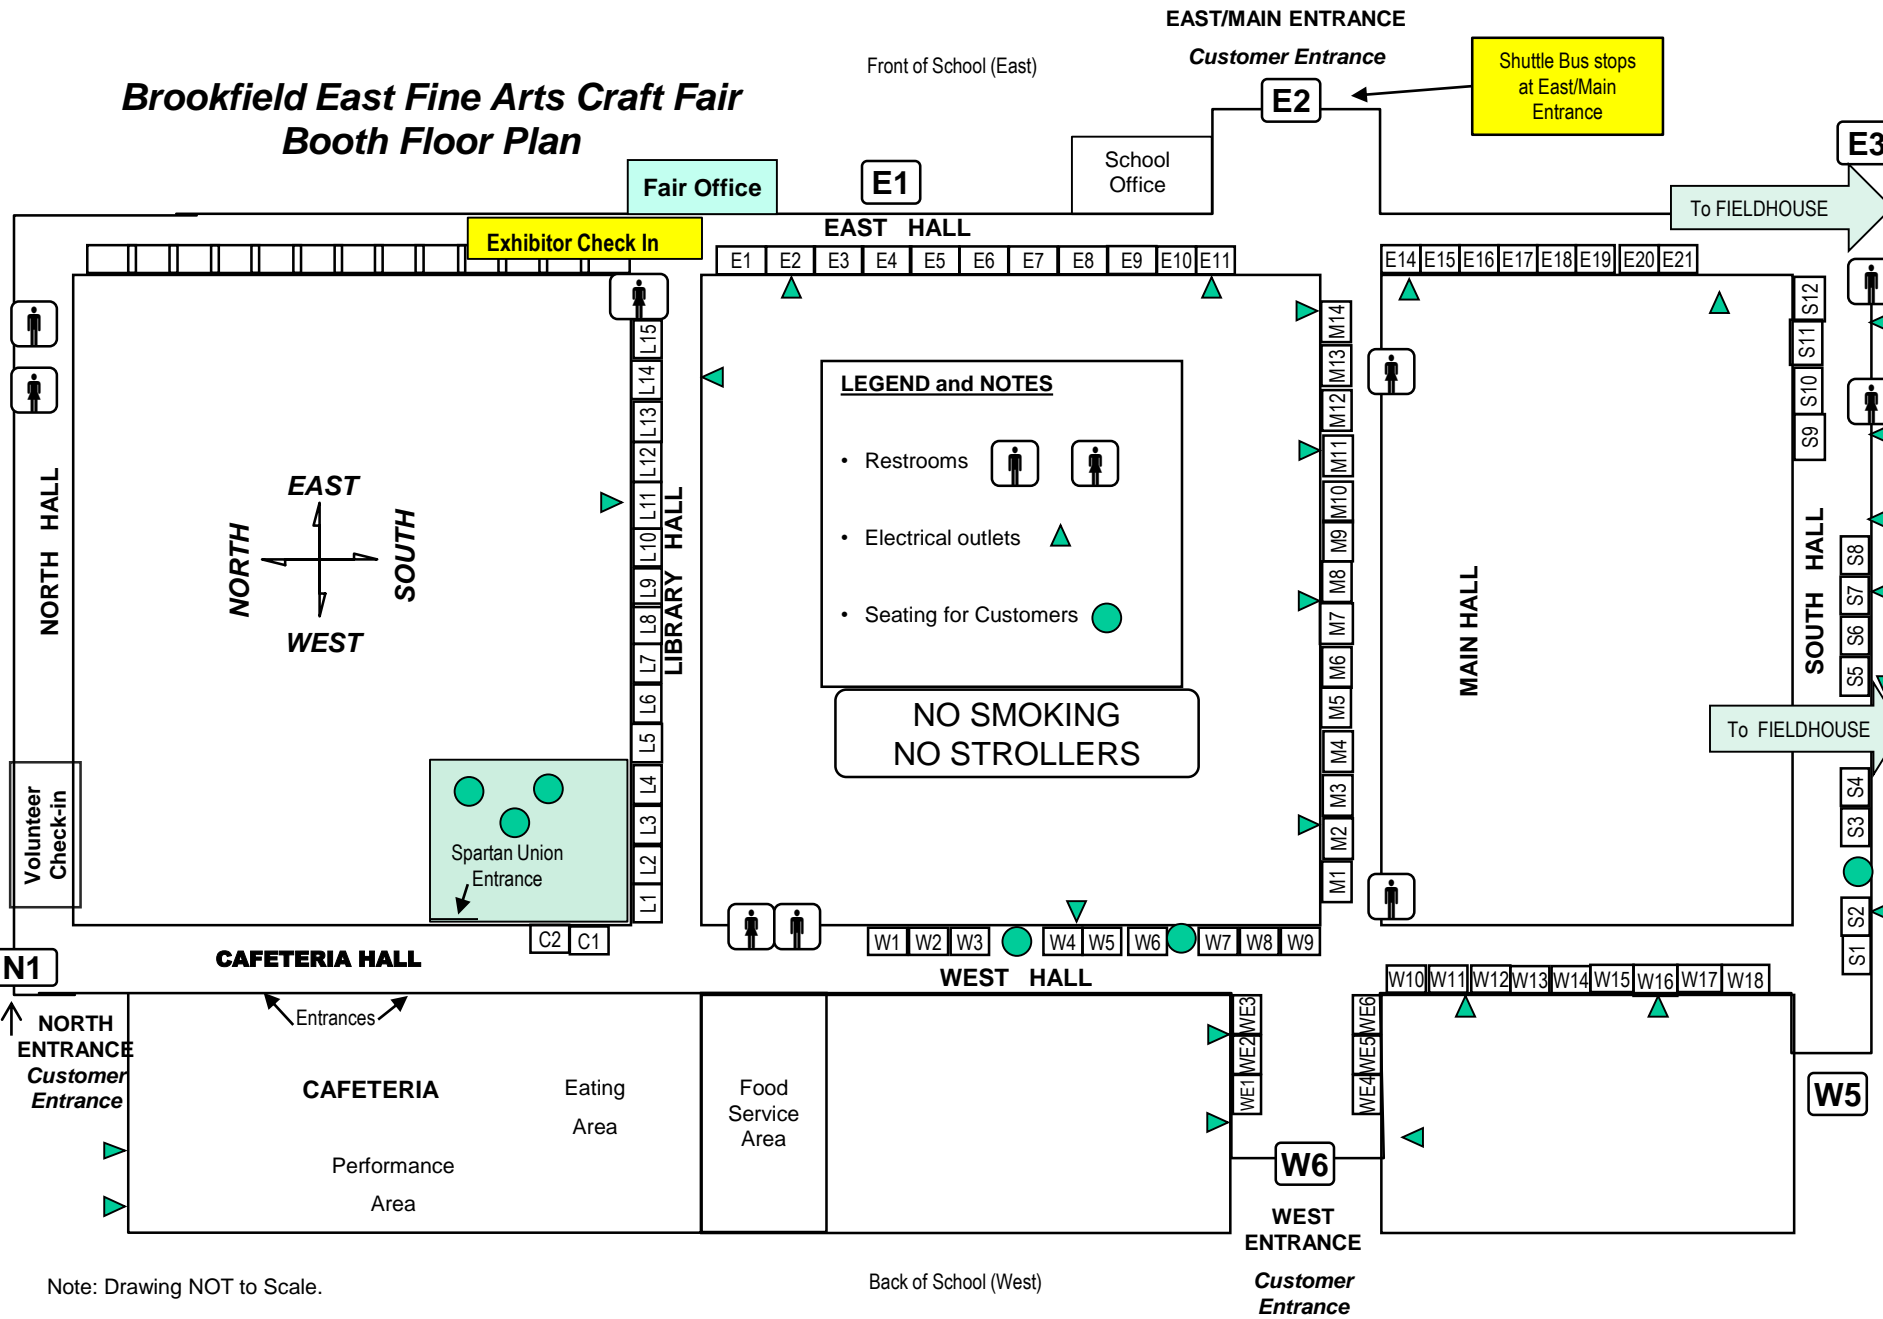 EAST/MAIN ENTRANCE
Customer Entrance
Front of School (East)
Shuttle Bus stops
at East/Main
Entrance
E2
Brookfield East Fine Arts Craft Fair
Booth Floor Plan
E3
School
Office
Fair Office
E1
To FIELDHOUSE
EAST HALL
Exhibitor Check In
E1 E2 E3 E4 E5 E6 E7 E8 E9 E10 E11
E14 E15 E16 E17 E18 E19 E20 E21
L15
L14
L13
L12
L11
L10
L9
L8
L7
L6
L5
L4
L3
L2
L1
LIBRARY HALL
NORTH HALL
EAST
NORTH
SOUTH
WEST
LEGEND and NOTES
• Restrooms
• Electrical outlets
• Seating for Customers
NO SMOKING
NO STROLLERS
M14
M13
M12
M11
M10
M9
M8
M7
M6
M5
M4
M3
M2
M1
MAIN HALL
S12
S11
S10
S9
SOUTH HALL
S8
S7
S6
S5
To FIELDHOUSE
S4
S3
S2
S1
Volunteer
Check-in
Spartan Union
Entrance
C2 C1
CAFETERIA HALL
W1 W2 W3 W4 W5 W6 W7 W8 W9
WEST HALL
W10 W11 W12 W13 W14 W15 W16 W17 W18
N1
NORTH
ENTRANCE
Customer
Entrance
Entrances
CAFETERIA
Eating
Area
Performance
Area
Food
Service
Area
WE3
WE2
WE1
WE6
WE5
WE4
W5
W6
WEST
ENTRANCE
Customer
Entrance
Note: Drawing NOT to Scale.
Back of School (West)